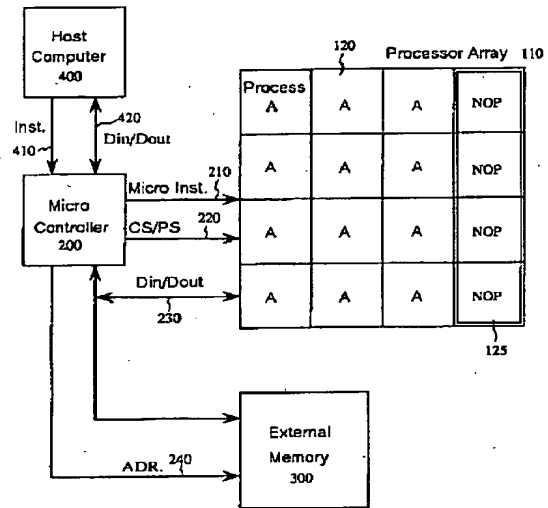 Host
Computer
400
Inst.
410
420
Din/Dout
Micro
Controller
200
Micro Inst.
210
CS/PS
220
Din/Dout
230
ADR.
240
External
Memory
300
120
Processor Array 110
Process
A A A NOP
A A A NOP
A A A NOP
A A A NOP
125